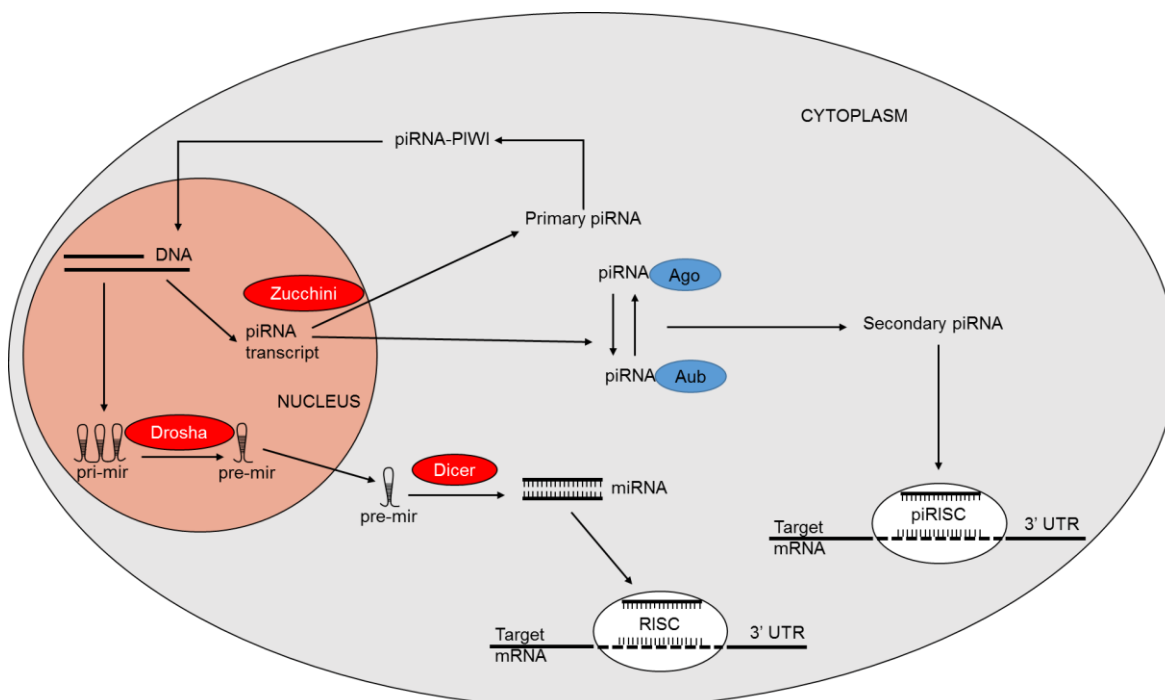 CYTOPLASM
piRNA-PIWI
Primary piRNA
DNA
Zucchini
piRNA
transcript
piRNA
Ago
Secondary piRNA
piRNA
Aub
NUCLEUS
Drosha
pri-mir
pre-mir
Dicer
pre-mir
miRNA
piRISC
Target
mRNA
3' UTR
RISC
Target
mRNA
3' UTR